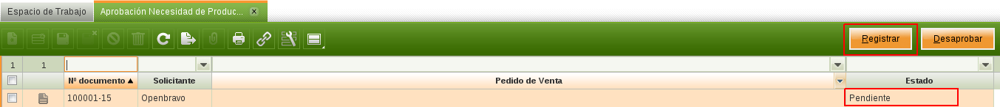 Espacio de Trabajo
Aprobación Necesidad de Produc...
Registrar
Desaprobar
1 1
Nº documento Solicitante Pedido de Venta Estado
100001-15 Openbravo Pendiente